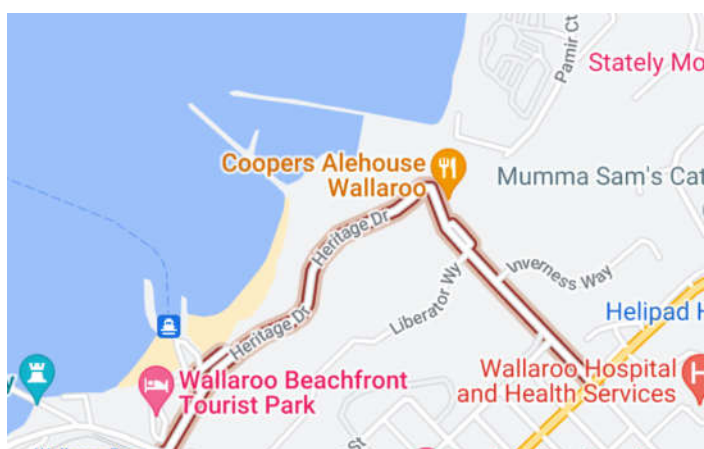 Pamir Ct
Stately Mo
Coopers Alehouse
Wallaroo
Mumma Sam's Cat
Heritage Dr
Inverness Way
Liberator Wy
Helipad H
Heritage Dr
Wallaroo Hospital
and Health Services
H
Wallaroo Beachfront
Tourist Park
y
St